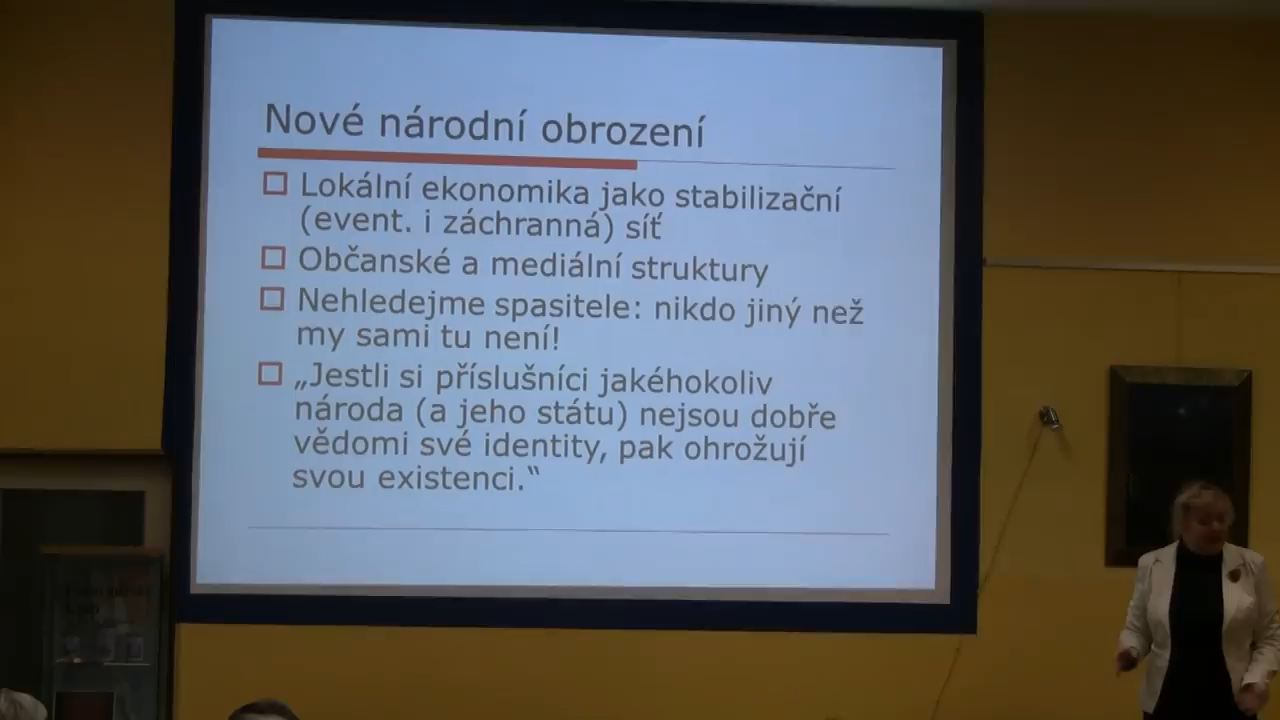 Nové národní obrození
Lokální ekonomika jako stabilizační
(event. i záchranná) síť
Občanské a mediální struktury
Nehledejme spasitele: nikdo jiný než
my sami tu není!
„Jestli si příslušníci jakéhokoliv
národa (a jeho státu) nejsou dobře
vědomi své identity, pak ohrožují
svou existenci.“